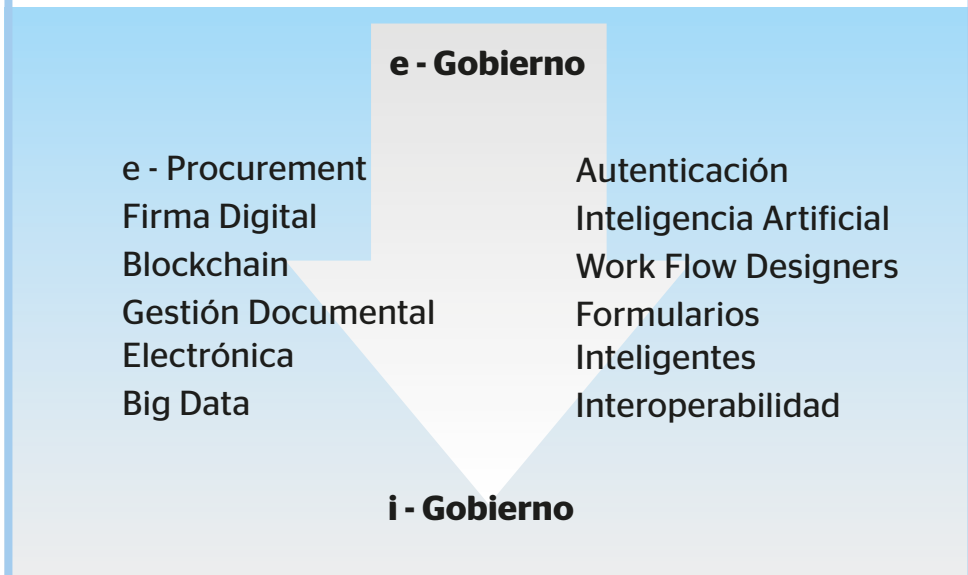 e - Gobierno
e - Procurement
Firma Digital
Blockchain
Gestión Documental
Electrónica
Big Data
Autenticación
Inteligencia Artificial
Work Flow Designers
Formularios
Inteligentes
Interoperabilidad
i - Gobierno